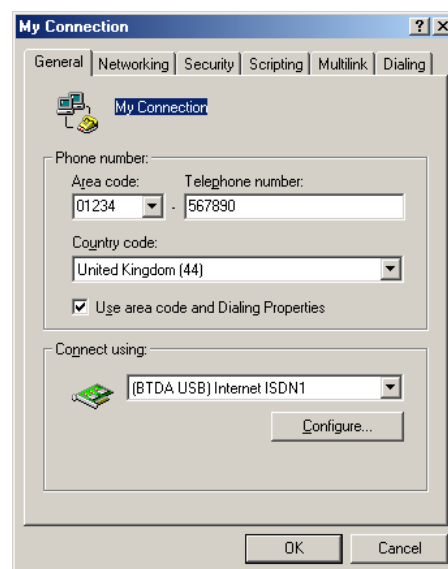 My Connection
General Networking Security Scripting Multilink Dialing
My Connection
Phone number:
Area code: Telephone number:
01234 - 567890
Country code:
United Kingdom (44)
Use area code and Dialing Properties
Connect using:
(BTDA USB) Internet ISDN1
Configure...
OK Cancel